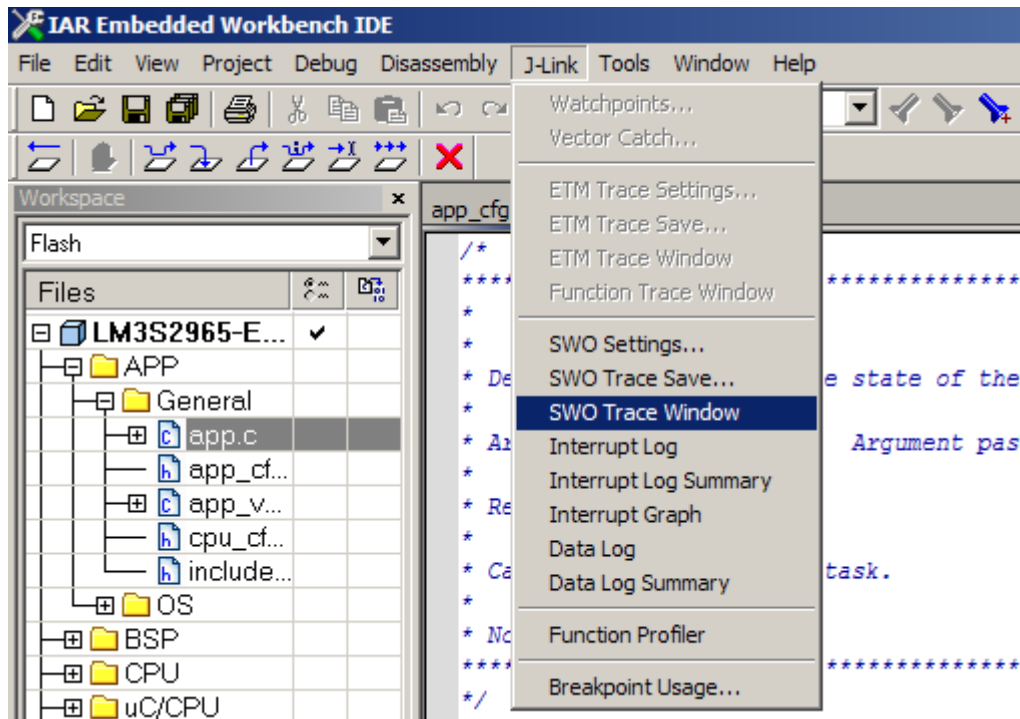 IAR Embedded Workbench IDE
File Edit View Project Debug Disassembly J-Link Tools Window Help
Workspace
Flash
Files
LM3S2965-E...
APP
General
app.c
app_cf...
app_v...
cpu_cf...
include...
OS
BSP
CPU
uC/CPU
Watchpoints...
Vector Catch...
ETM Trace Settings...
ETM Trace Save...
ETM Trace Window
Function Trace Window
SWO Settings...
SWO Trace Save...
SWO Trace Window
Interrupt Log
Interrupt Log Summary
Interrupt Graph
Data Log
Data Log Summary
Function Profiler
Breakpoint Usage...
app_cfg
/*
**** ***************
*
*
* De e state of the
*
* Ar Argument pas
*
* Re
*
* Ca task.
*
* No
**** ***************
*/